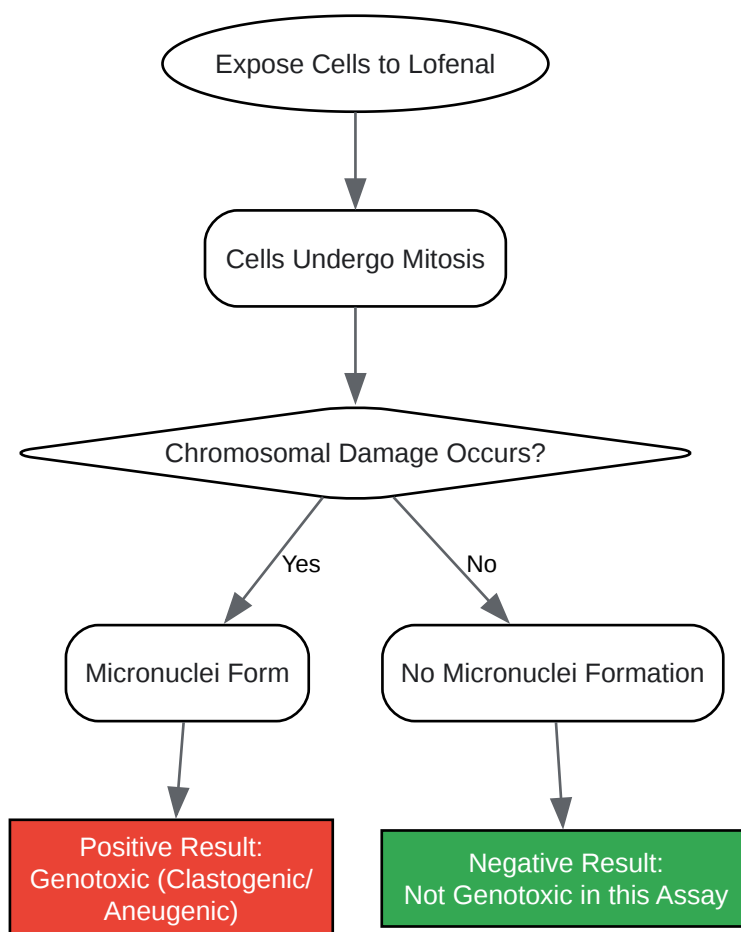 Expose Cells to Lofenal
Cells Undergo Mitosis
Chromosomal Damage Occurs?
Yes
No
Micronuclei Form
No Micronuclei Formation
Positive Result:
Genotoxic (Clastogenic/
Aneugenic)
Negative Result:
Not Genotoxic in this Assay